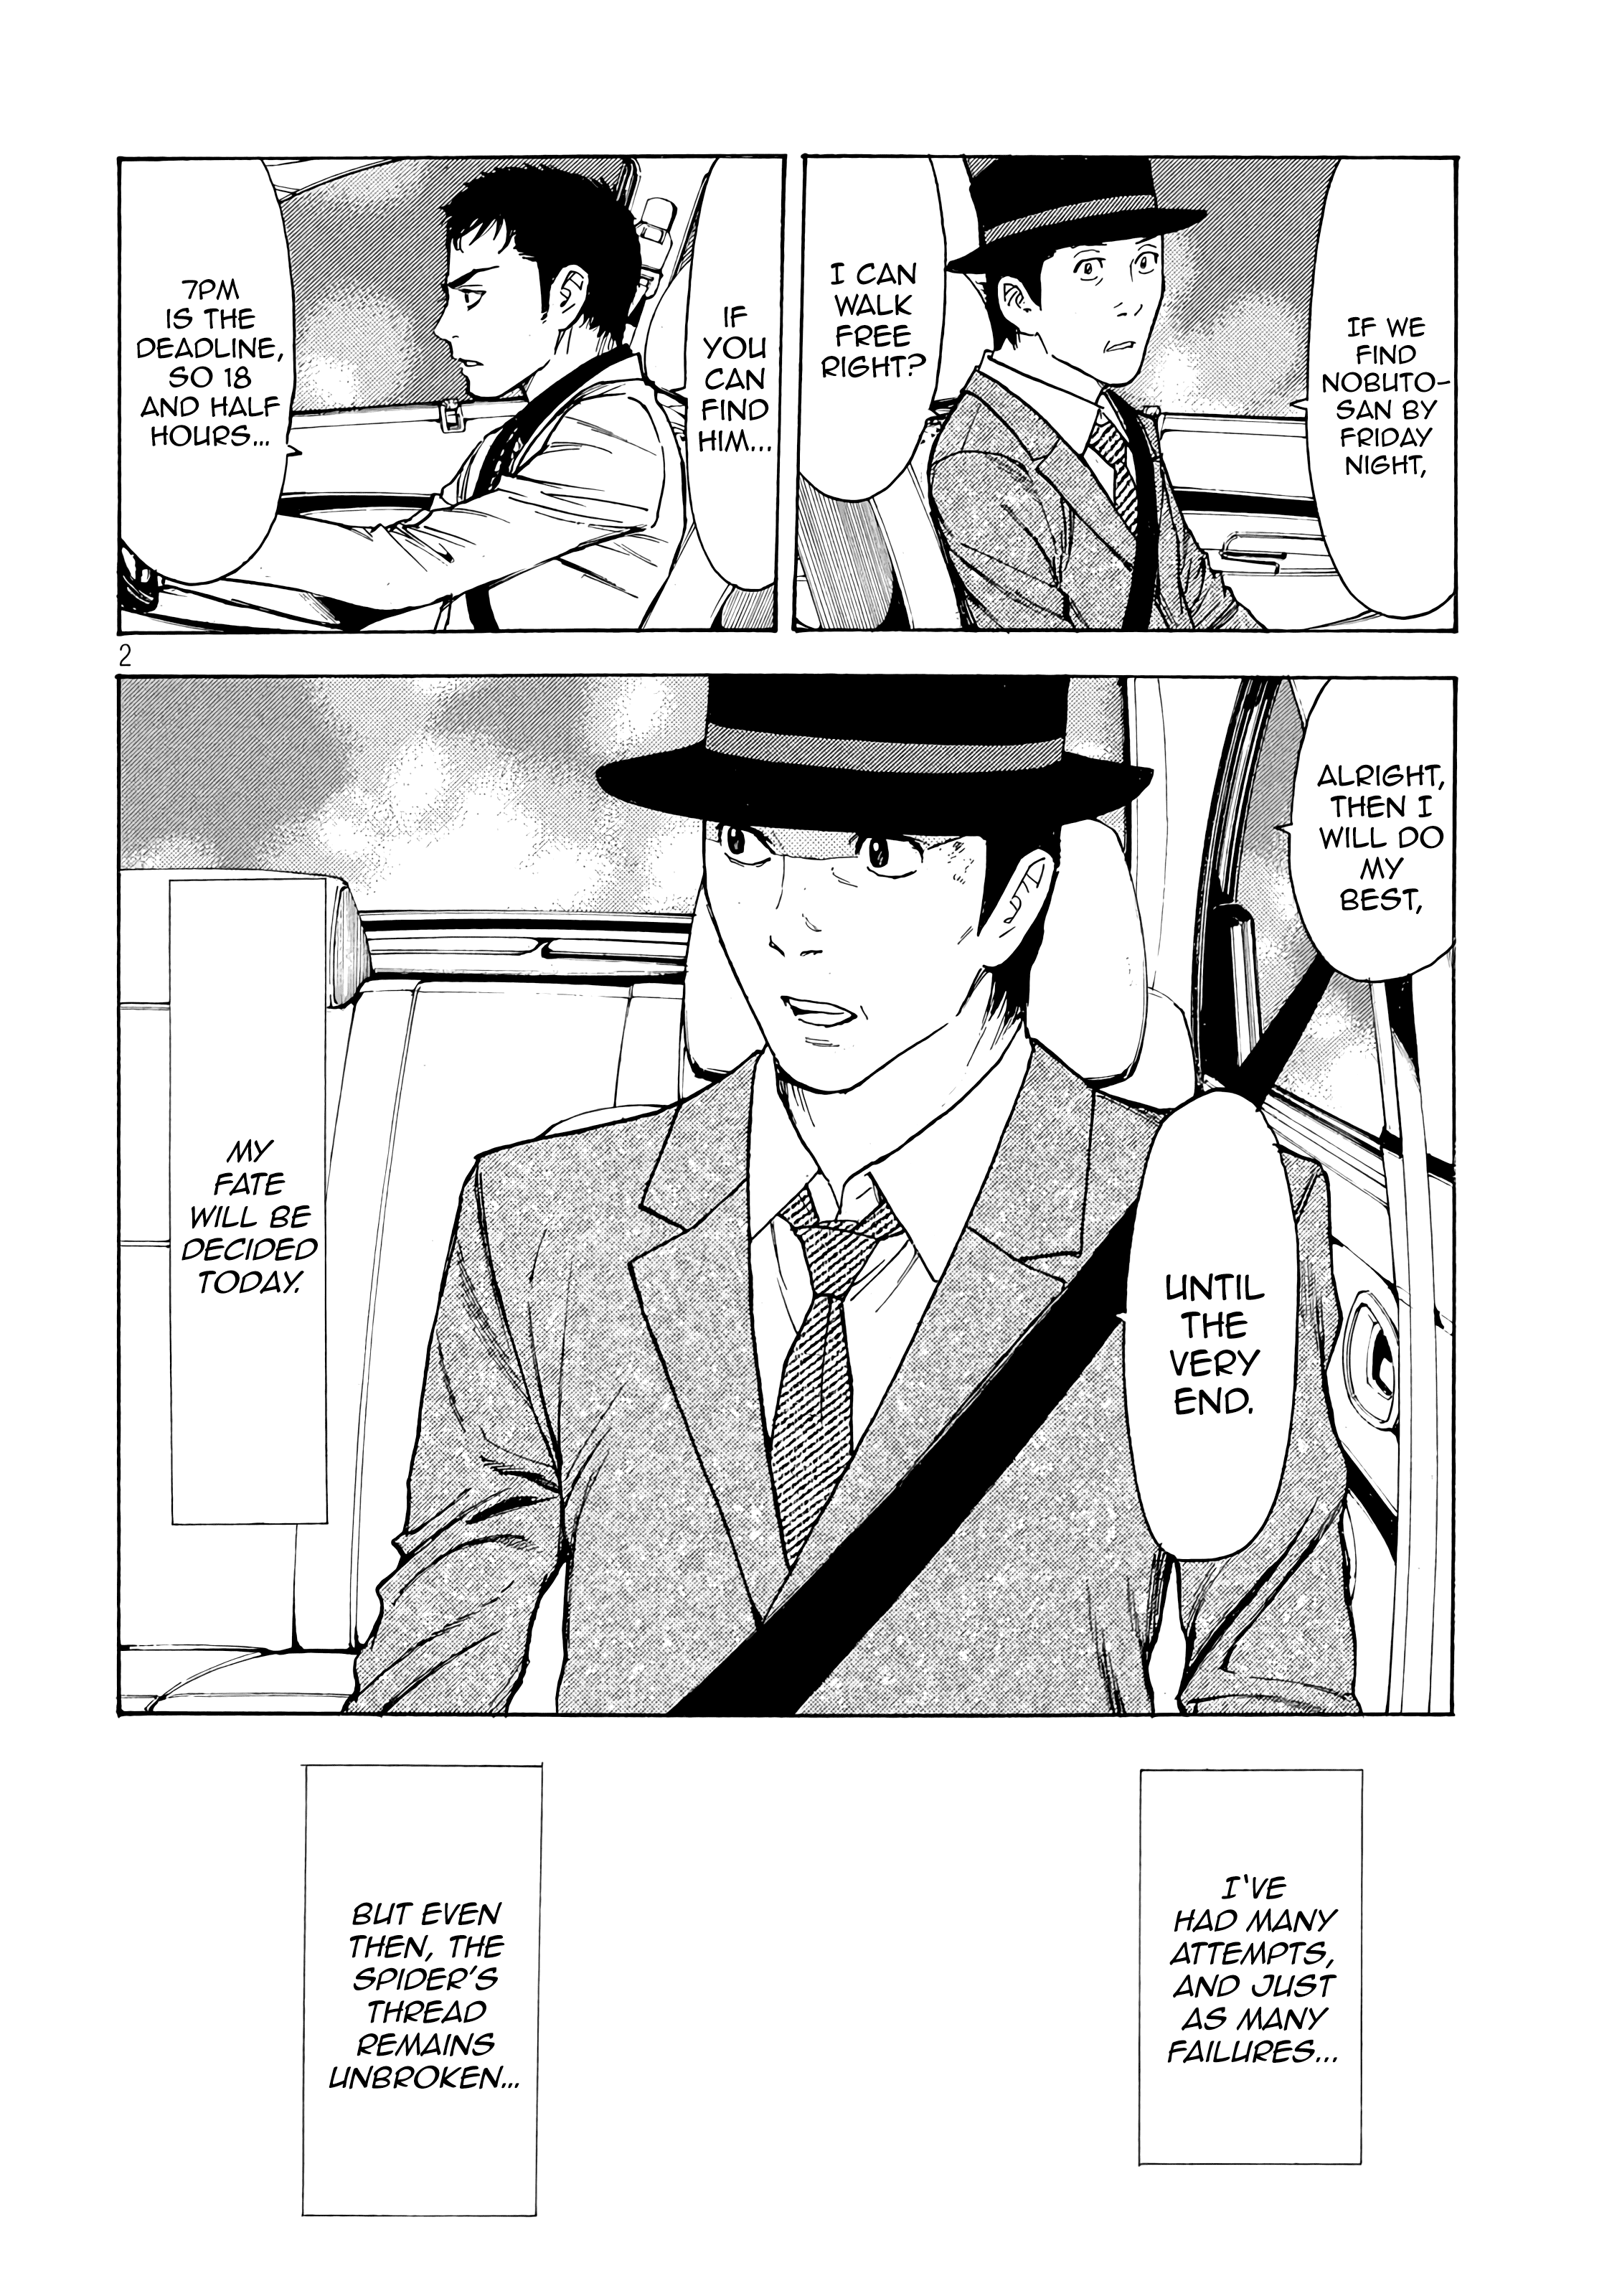 IF WE
FIND
NOBUTO-
SAN BY
FRIDAY
NIGHT,
I CAN
WALK
FREE
RIGHT?
IF
YOU
CAN
FIND
HIM...
7PM
IS THE
DEADLINE,
SO 18
AND HALF
HOURS...
2
ALRIGHT,
THEN I
WILL DO
MY
BEST,
UNTIL
THE
VERY
END.
MY
FATE
WILL BE
DECIDED
TODAY.
I'VE
HAD MANY
ATTEMPTS,
AND JUST
AS MANY
FAILURES...
BUT EVEN
THEN, THE
SPIDER'S
THREAD
REMAINS
UNBROKEN...